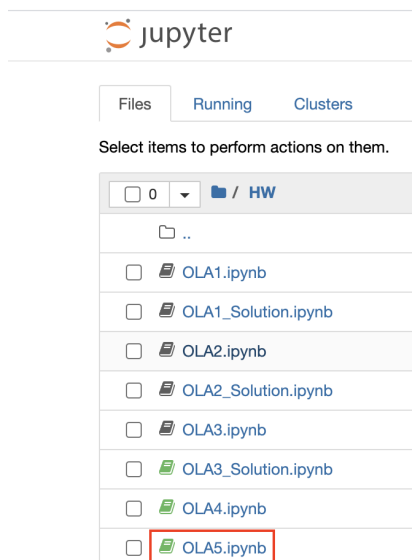 jupyter
Files Running Clusters
Select items to perform actions on them.
0 / HW
..
OLA1.ipynb
OLA1_Solution.ipynb
OLA2.ipynb
OLA2_Solution.ipynb
OLA3.ipynb
OLA3_Solution.ipynb
OLA4.ipynb
OLA5.ipynb